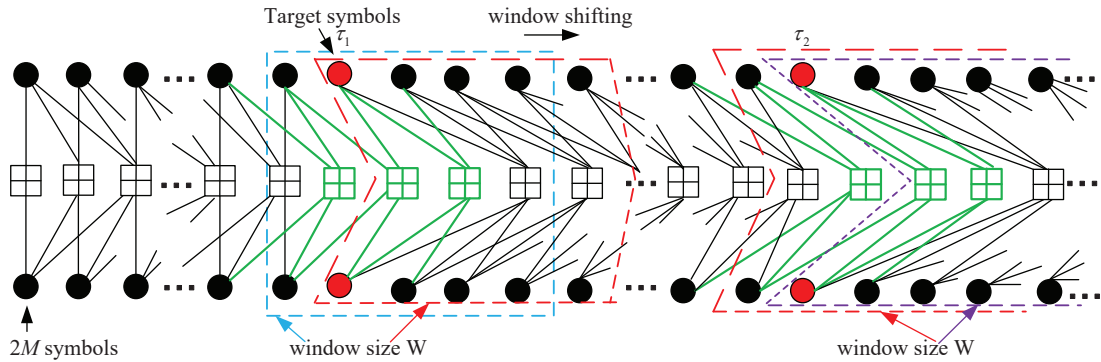 Target symbols
window shifting
τ1
τ2
2M symbols
window size W
window size W